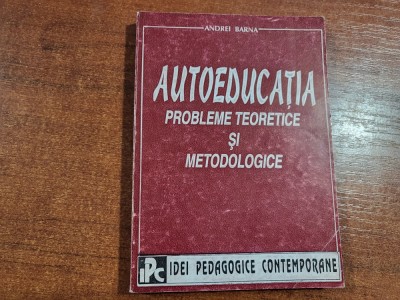 ANDREI BARNA
AUTOEDUCAȚIA
PROBLEME TEORETICE
ȘI
METODOLOGICE
IPC IDEI PEDAGOGICE CONTEMPORANE